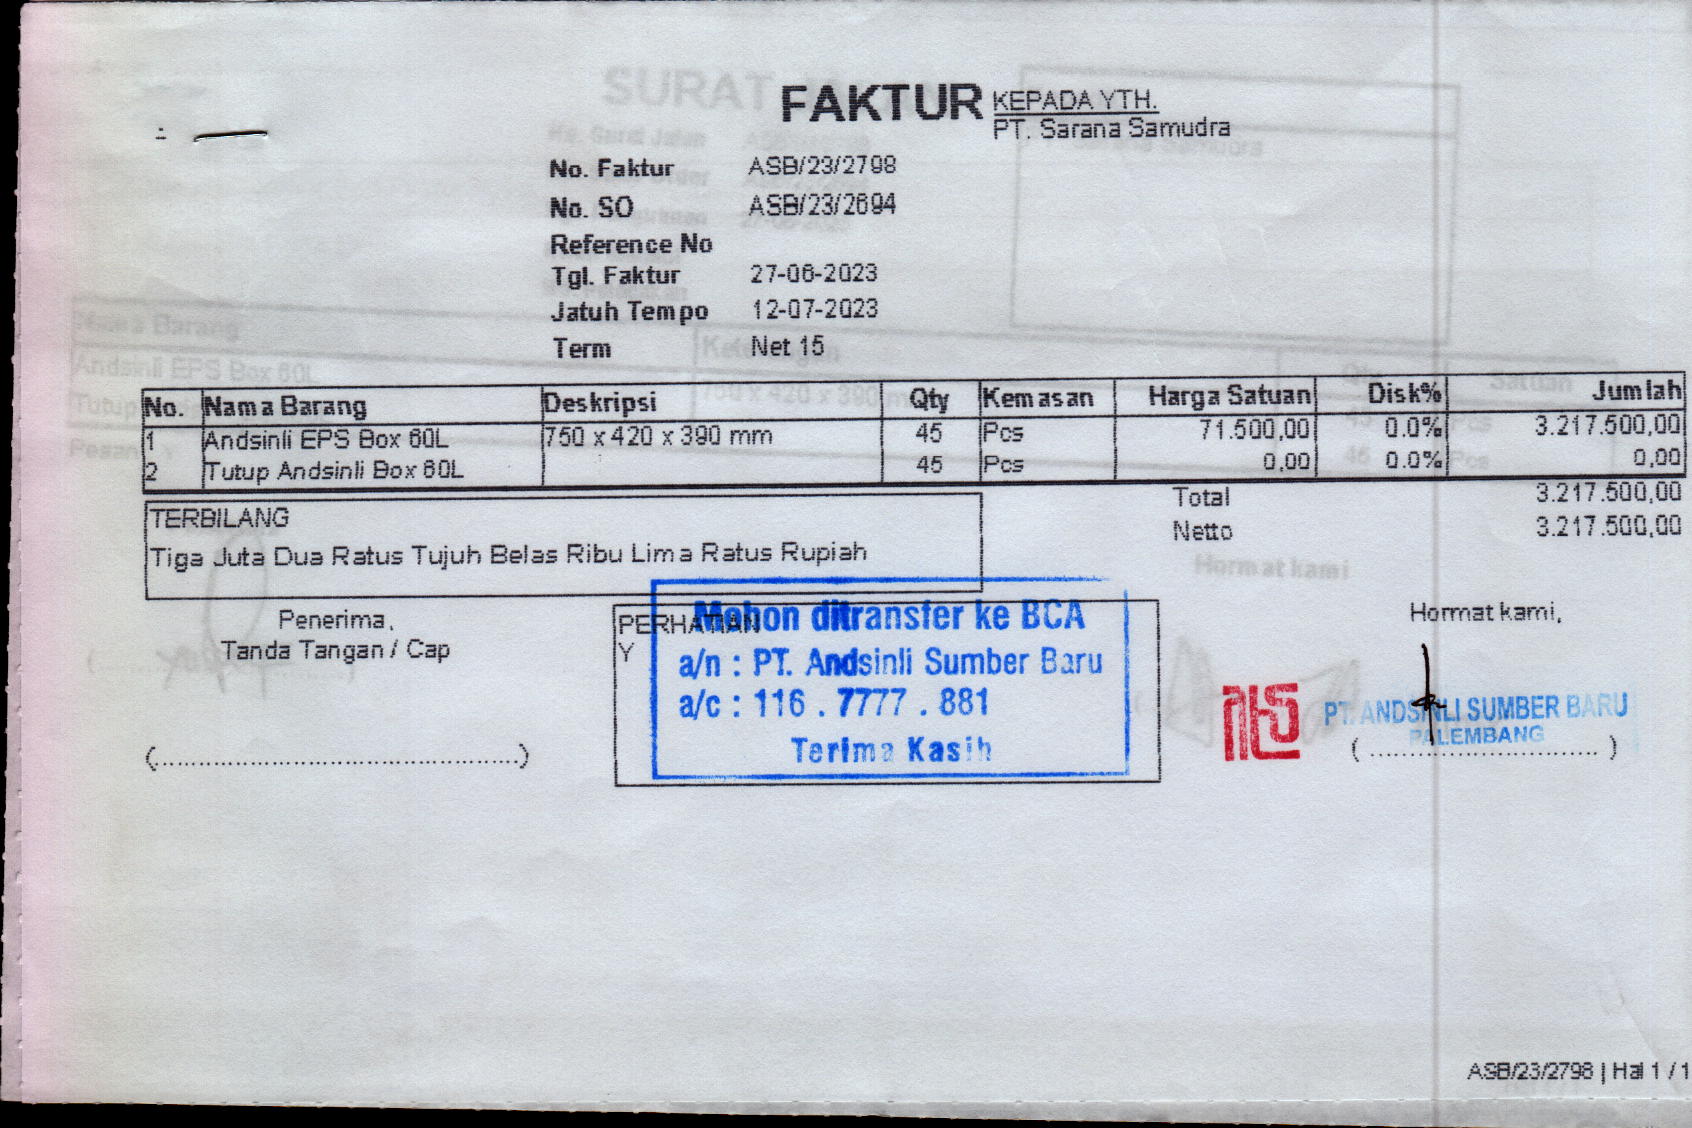 FAKTUR
KEPADA YTH.
PT. Sarana Samudra
No. Faktur ASB/23/2798
No. SO ASB/23/2694
Reference No
Tgl. Faktur 27-06-2023
Jatuh Tempo 12-07-2023
Term Net 15
No. Nama Barang Deskripsi Qty Kemasan Harga Satuan Disk% Jumlah
1 Andsinli EPS Box 60L 750 x 420 x 390 mm 45 Pcs 71.500,00 0.0% 3.217.500,00
2 Tutup Andsinli Box 60L 45 Pcs 0,00 0.0% 0,00
Total 3.217.500,00
Netto 3.217.500,00
TERBILANG
Tiga Juta Dua Ratus Tujuh Belas Ribu Lima Ratus Rupiah
Penerima,
Tanda Tangan / Cap
(............................................)
PERHATIAN
Y
Mohon ditransfer ke BCA
a/n : PT. Andsinli Sumber Baru
a/c : 116 . 7777 . 881
Terima Kasih
Hormat kami,
PT. ANDSINLI SUMBER BARU
PALEMBANG
( ............................ )
ASB/23/2798 | Hal 1 / 1